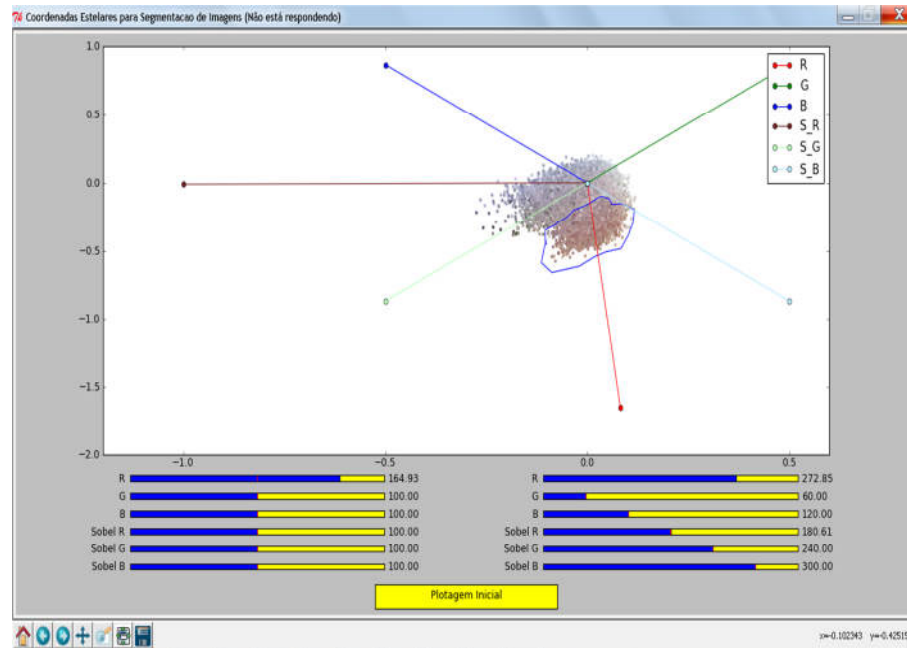 Coordenadas Estelares para Segmentacao de Imagens (Não está respondendo)
1.0
0.5
0.0
−0.5
−1.0
−1.5
−2.0
−1.0
−0.5
0.0
0.5
R
G
B
S_R
S_G
S_B
R 164.93
G 100.00
B 100.00
Sobel R 100.00
Sobel G 100.00
Sobel B 100.00
R 272.85
G 60.00
B 120.00
Sobel R 180.61
Sobel G 240.00
Sobel B 300.00
Plotagem Inicial
x=-0.102343 y=-0.42519